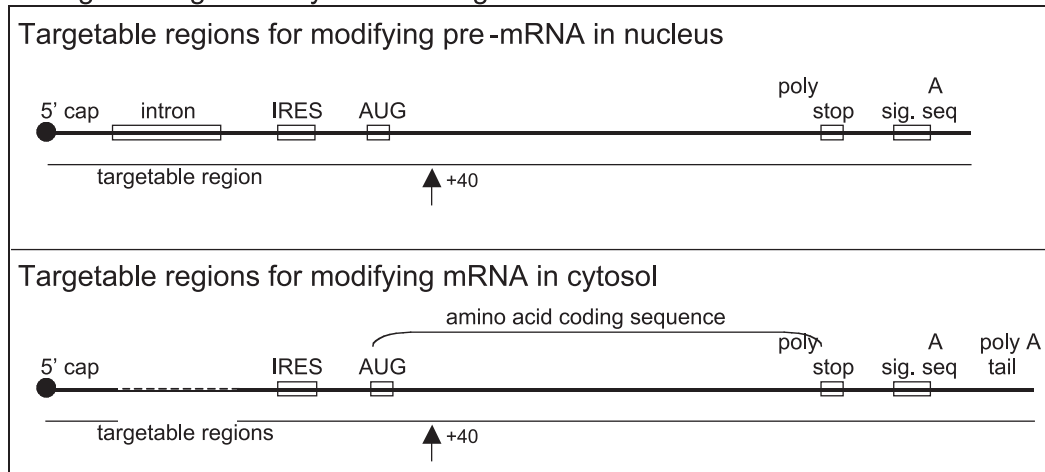 Targetable regions for modifying pre-mRNA in nucleus
poly A
5' cap intron IRES AUG stop sig. seq
targetable region +40
Targetable regions for modifying mRNA in cytosol
amino acid coding sequence
poly A poly A
5' cap IRES AUG stop sig. seq tail
targetable regions +40